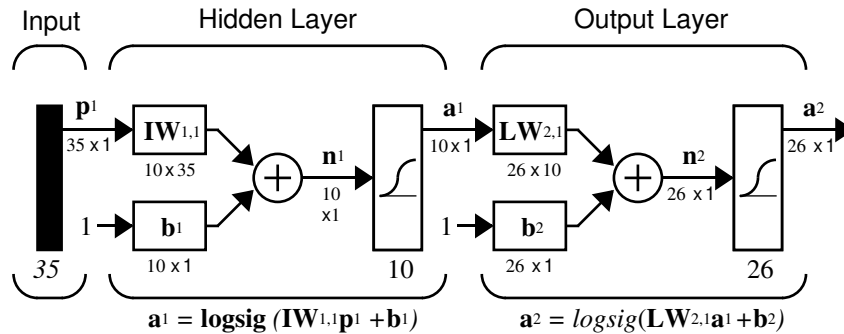 Input Hidden Layer Output Layer
p¹ a¹ a²
IW¹,¹ LW²,¹
35 x 1 10 x 1 26 x 1
n¹ n²
10 x 35 26 x 10
10 x1 26 x 1
1 b¹ 1 b²
35 10 x 1 10 26 x 1 26
a¹ = logsig (IW¹,¹p¹ +b¹) a² = logsig(LW²,¹a¹ +b²)